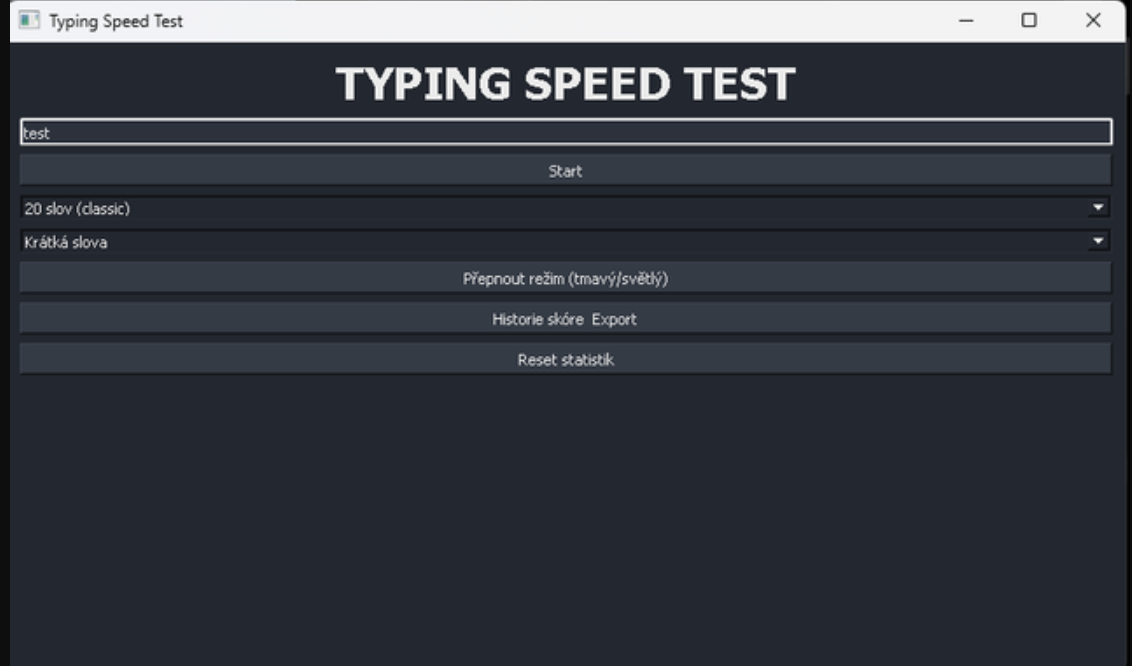 Typing Speed Test
TYPING SPEED TEST
test
Start
20 slov (classic)
Krátká slova
Přepnout režim (tmavý/světlý)
Historie skóre  Export
Reset statistik